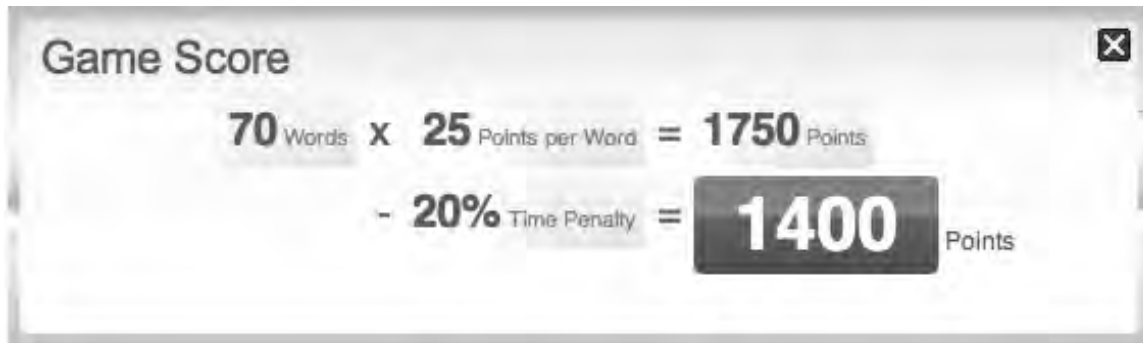 Game Score
70 Words x 25 Points per Word = 1750 Points
- 20% Time Penalty = 1400 Points